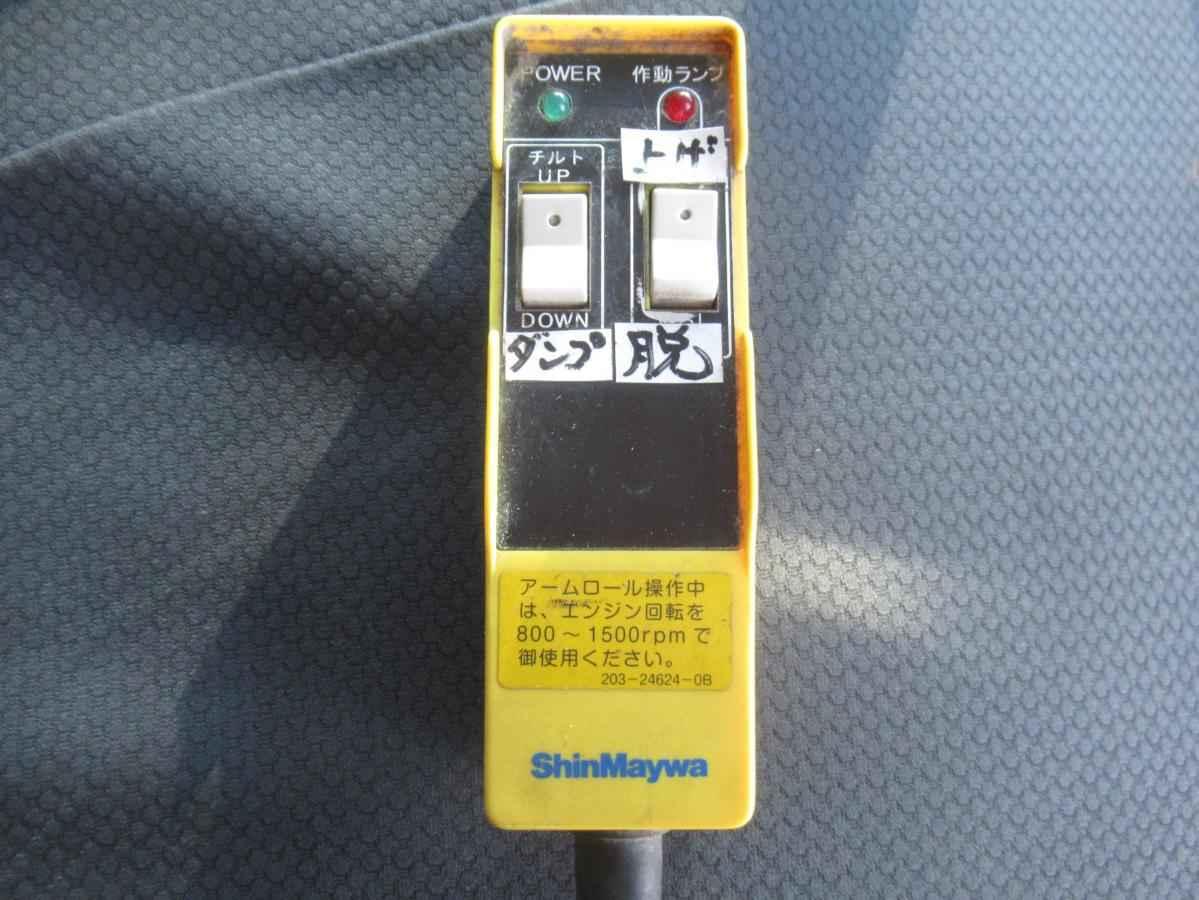 POWER
作動ランプ
チルト
UP
上げ
DOWN
ダンプ
脱
アームロール操作中
は、エンジン回転を
800～1500rpmで
御使用ください。
203-24624-0B
ShinMaywa